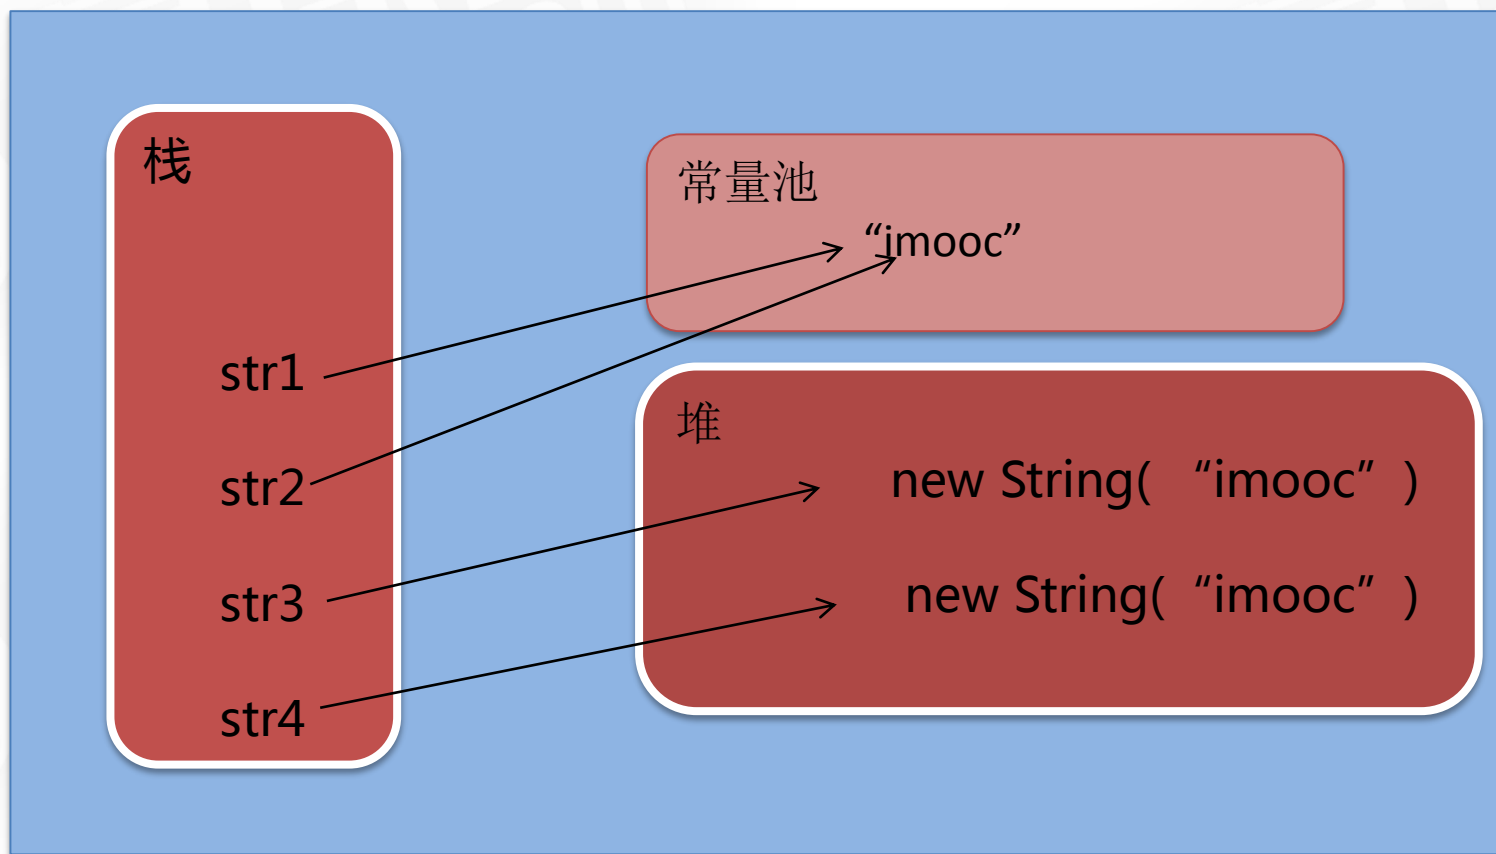 栈
str1
str2
str3
str4
常量池
“imooc”
堆
new String( “imooc” )
new String( “imooc” )